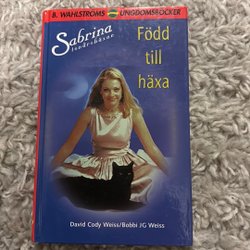 B. WAHLSTRÖMS UNGDOMSBÖCKER
Sabrina
tonårshäxan
Född
till
häxa
David Cody Weiss/Bobbi JG Weiss